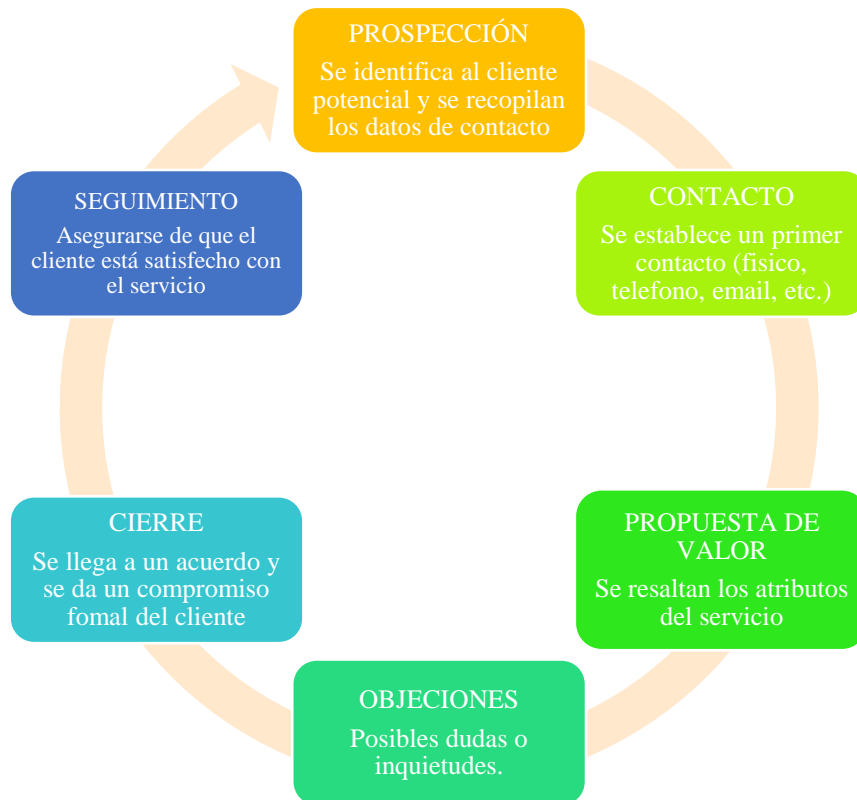 PROSPECCIÓN
Se identifica al cliente
potencial y se recopilan
los datos de contacto
CONTACTO
Se establece un primer
contacto (fisico,
telefono, email, etc.)
PROPUESTA DE
VALOR
Se resaltan los atributos
del servicio
OBJECIONES
Posibles dudas o
inquietudes.
CIERRE
Se llega a un acuerdo y
se da un compromiso
fomal del cliente
SEGUIMIENTO
Asegurarse de que el
cliente está satisfecho con
el servicio